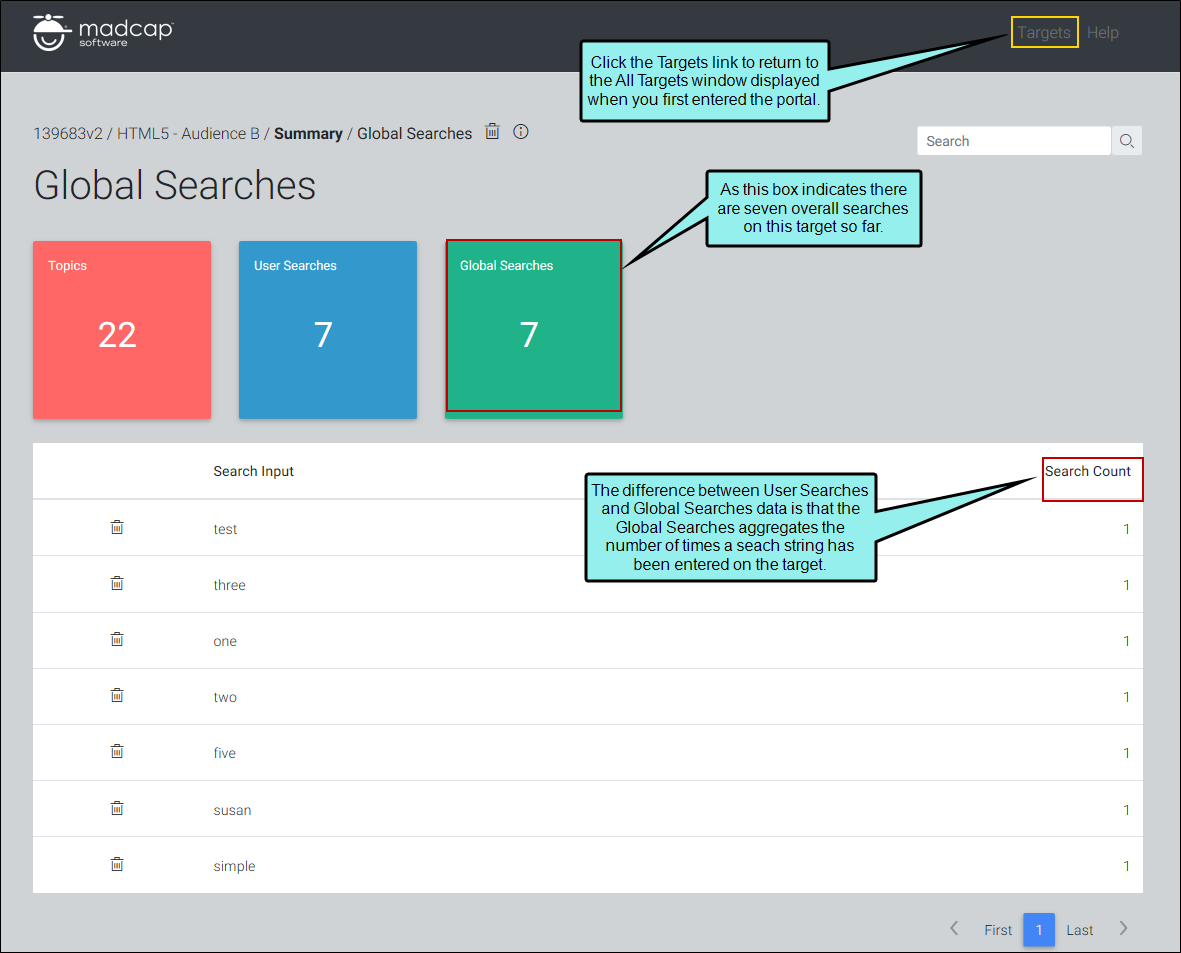 madcap
software
Targets Help
Click the Targets link to return to
the All Targets window displayed
when you first entered the portal.
139683v2 / HTML5 - Audience B / Summary / Global Searches
Search
Global Searches
As this box indicates there
are seven overall searches
on this target so far.
Topics
22
User Searches
7
Global Searches
7
Search Input
Search Count
The difference between User Searches
and Global Searches data is that the
Global Searches aggregates the
number of times a seach string has
been entered on the target.
test 1
three 1
one 1
two 1
five 1
susan 1
simple 1
First 1 Last